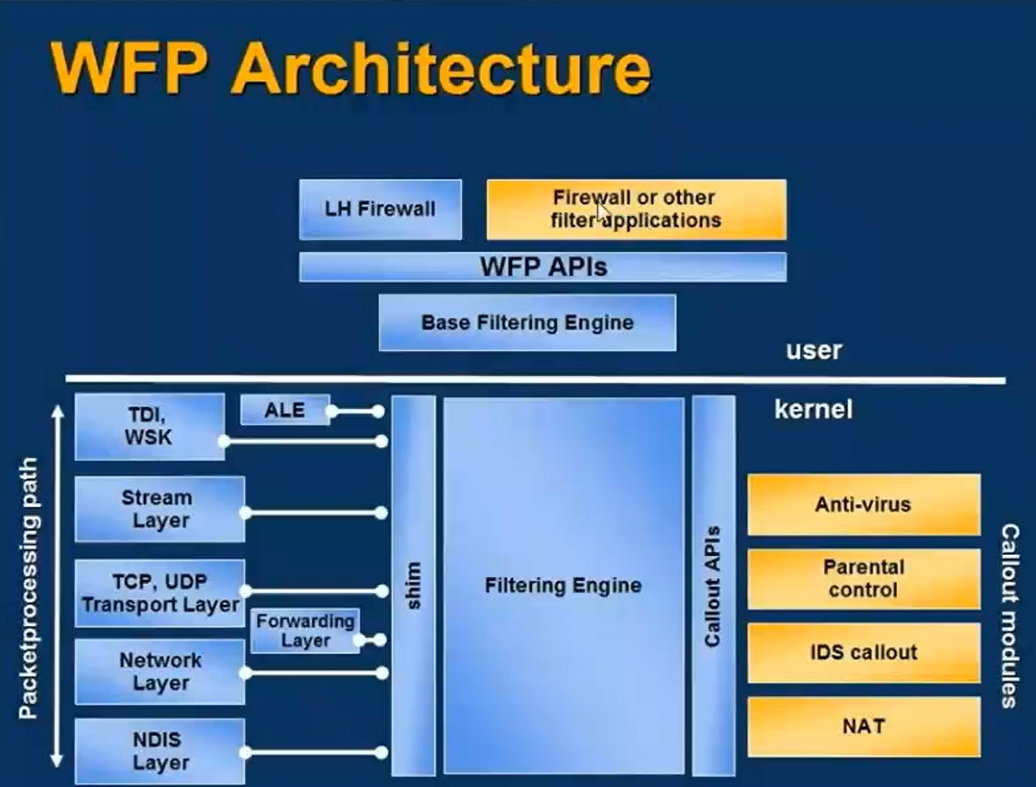 WFP Architecture
LH Firewall
Firewall or other
filter applications
WFP APIs
Base Filtering Engine
user
kernel
TDI,
WSK
ALE
Stream
Layer
TCP, UDP
Transport Layer
Forwarding
Layer
Network
Layer
NDIS
Layer
Packetprocessing path
shim
Filtering Engine
Callout APIs
Anti-virus
Parental
control
IDS callout
NAT
Callout modules